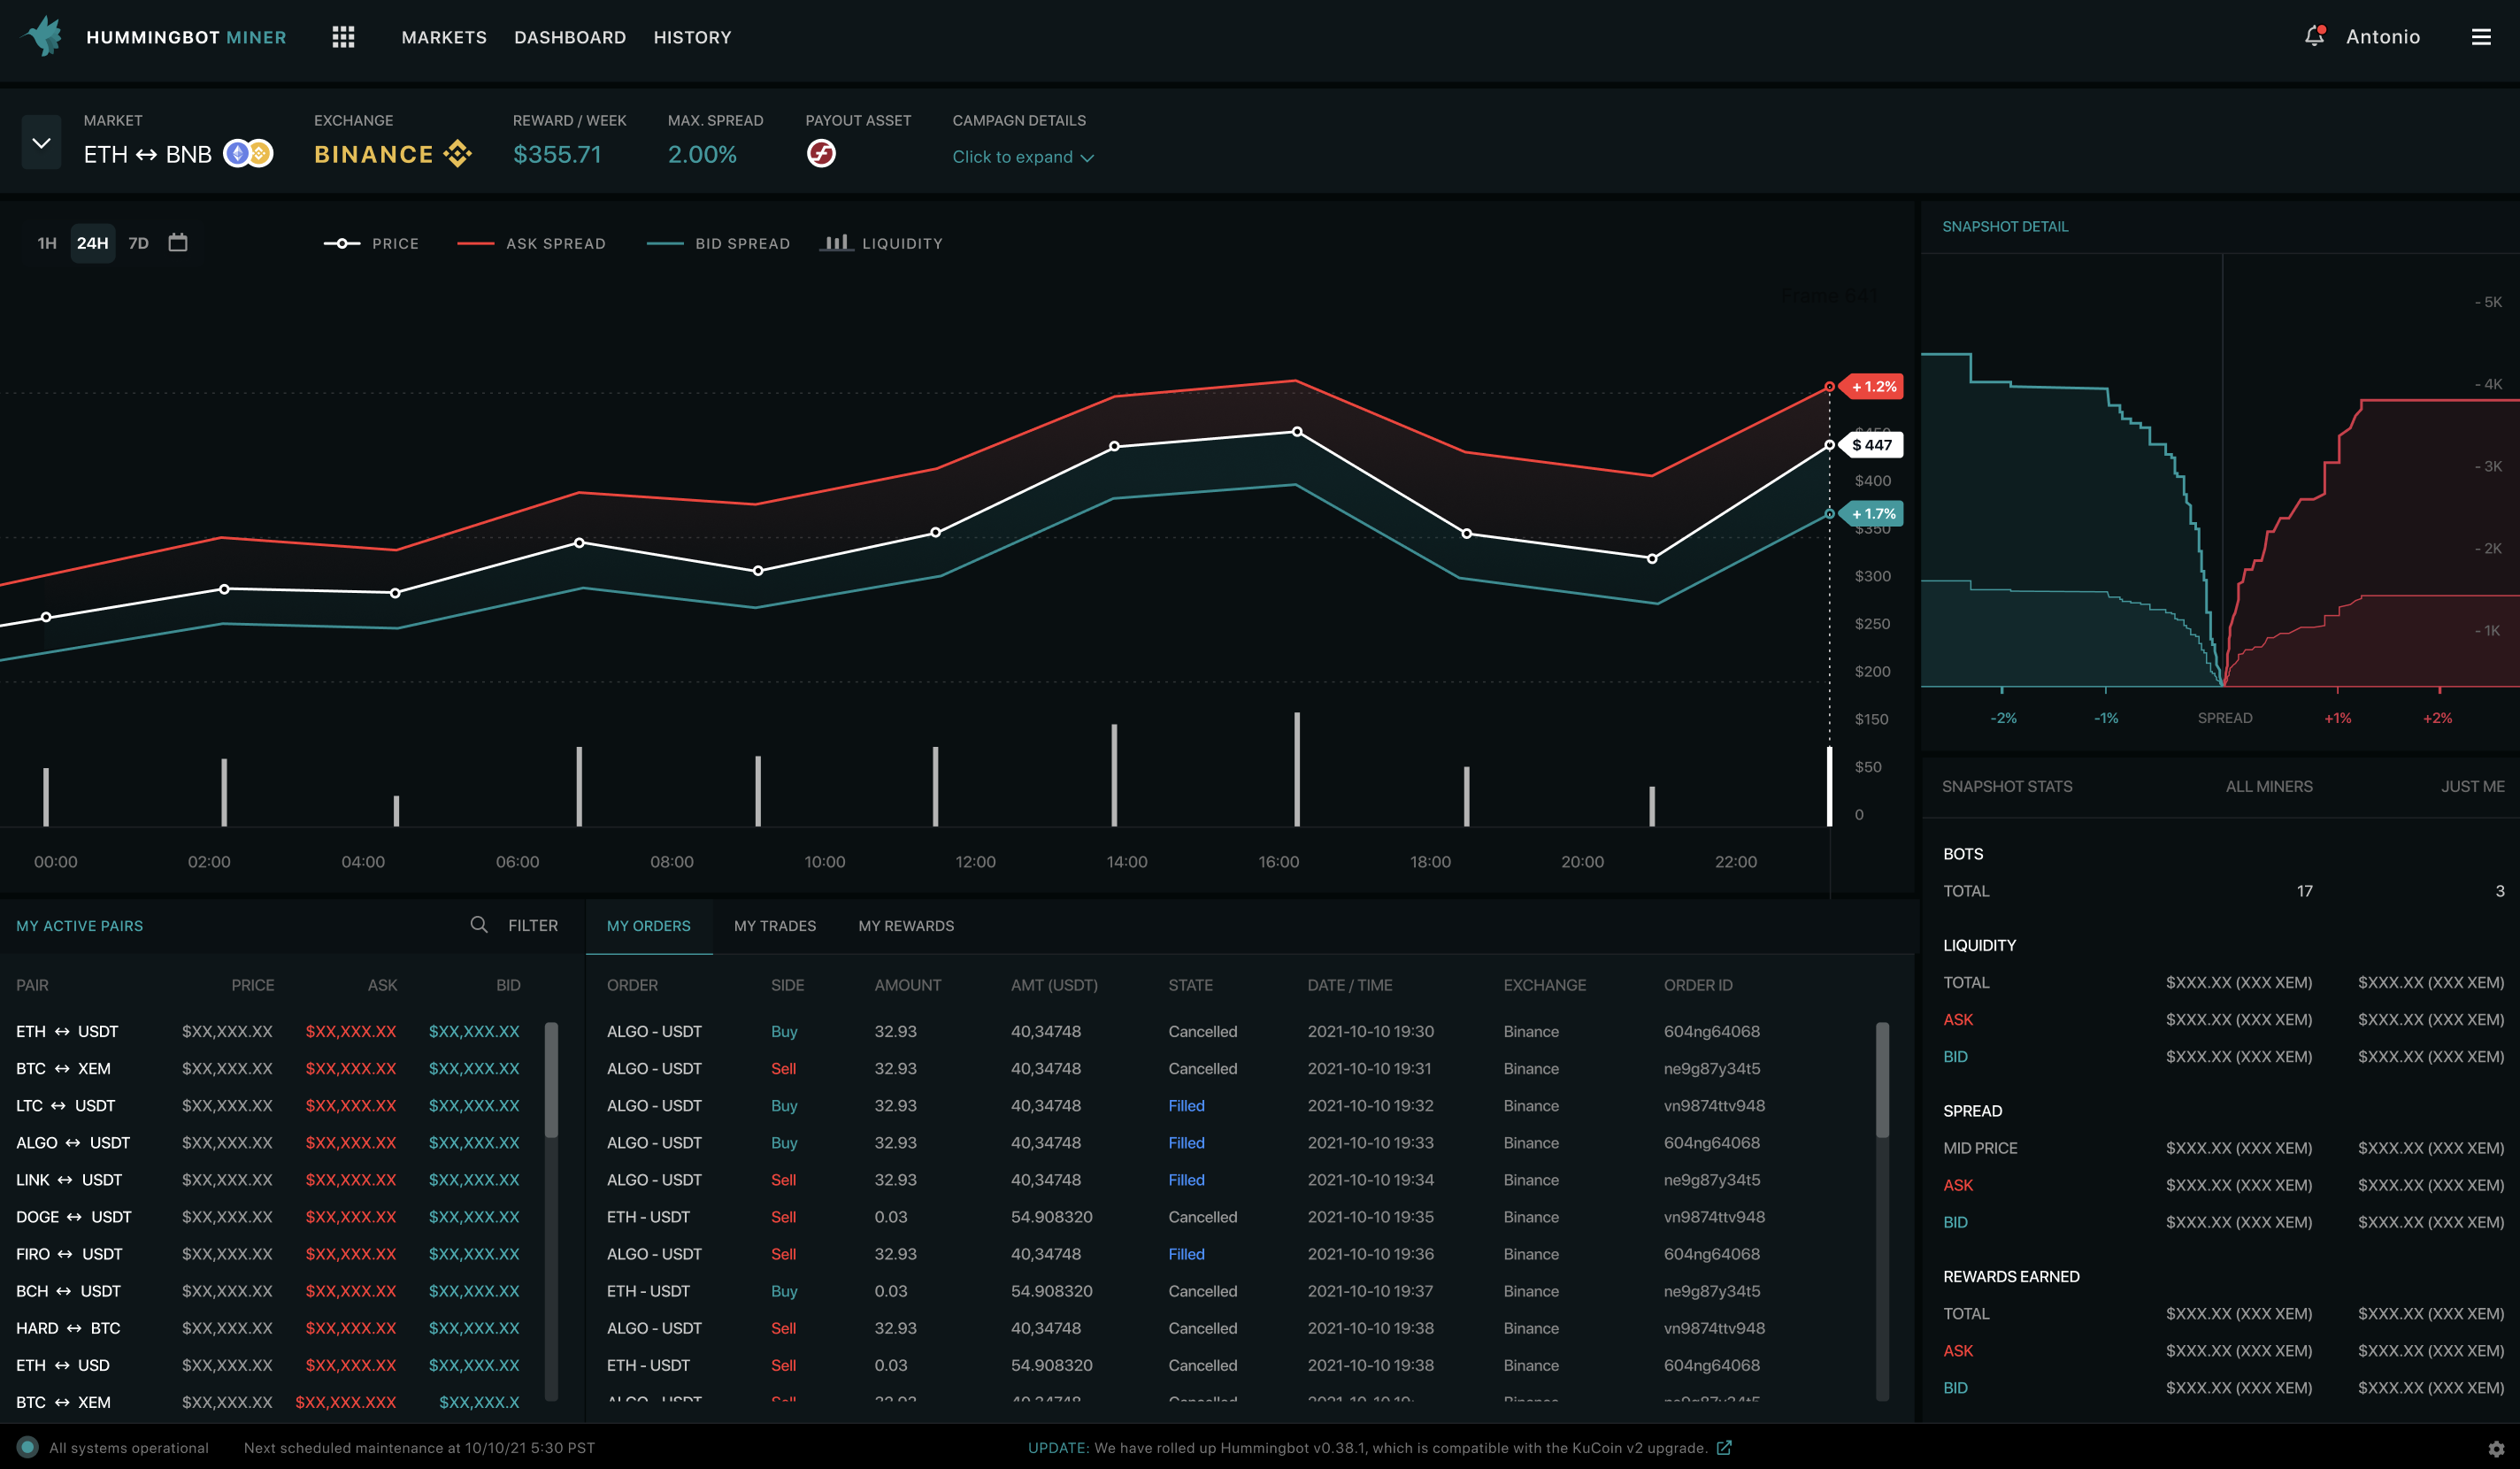 HUMMINGBOT MINER MARKETS DASHBOARD HISTORY Antonio
MARKET EXCHANGE REWARD / WEEK MAX. SPREAD PAYOUT ASSET CAMPAGN DETAILS
ETH ↔ BNB BINANCE $355.71 2.00% Click to expand
1H 24H 7D PRICE ASK SPREAD BID SPREAD LIQUIDITY
+ 1.2%
$ 447
$400
+ 1.7%
$350
$300
$250
$200
$150
$50
0
00:00 02:00 04:00 06:00 08:00 10:00 12:00 14:00 16:00 18:00 20:00 22:00
SNAPSHOT DETAIL
- 5K
- 4K
- 3K
- 2K
- 1K
-2% -1% SPREAD +1% +2%
SNAPSHOT STATS ALL MINERS JUST ME
BOTS
TOTAL 17 3
LIQUIDITY
TOTAL $XXX.XX (XXX XEM) $XXX.XX (XXX XEM)
ASK $XXX.XX (XXX XEM) $XXX.XX (XXX XEM)
BID $XXX.XX (XXX XEM) $XXX.XX (XXX XEM)
SPREAD
MID PRICE $XXX.XX (XXX XEM) $XXX.XX (XXX XEM)
ASK $XXX.XX (XXX XEM) $XXX.XX (XXX XEM)
BID $XXX.XX (XXX XEM) $XXX.XX (XXX XEM)
REWARDS EARNED
TOTAL $XXX.XX (XXX XEM) $XXX.XX (XXX XEM)
ASK $XXX.XX (XXX XEM) $XXX.XX (XXX XEM)
BID $XXX.XX (XXX XEM) $XXX.XX (XXX XEM)
MY ACTIVE PAIRS FILTER
PAIR PRICE ASK BID
ETH ↔ USDT $XX,XXX.XX $XX,XXX.XX $XX,XXX.XX
BTC ↔ XEM $XX,XXX.XX $XX,XXX.XX $XX,XXX.XX
LTC ↔ USDT $XX,XXX.XX $XX,XXX.XX $XX,XXX.XX
ALGO ↔ USDT $XX,XXX.XX $XX,XXX.XX $XX,XXX.XX
LINK ↔ USDT $XX,XXX.XX $XX,XXX.XX $XX,XXX.XX
DOGE ↔ USDT $XX,XXX.XX $XX,XXX.XX $XX,XXX.XX
FIRO ↔ USDT $XX,XXX.XX $XX,XXX.XX $XX,XXX.XX
BCH ↔ USDT $XX,XXX.XX $XX,XXX.XX $XX,XXX.XX
HARD ↔ BTC $XX,XXX.XX $XX,XXX.XX $XX,XXX.XX
ETH ↔ USD $XX,XXX.XX $XX,XXX.XX $XX,XXX.XX
BTC ↔ XEM $XX,XXX.XX $XX,XXX.XXX $XX,XXX.X
MY ORDERS MY TRADES MY REWARDS
ORDER SIDE AMOUNT AMT (USDT) STATE DATE / TIME EXCHANGE ORDER ID
ALGO - USDT Buy 32.93 40,34748 Cancelled 2021-10-10 19:30 Binance 604ng64068
ALGO - USDT Sell 32.93 40,34748 Cancelled 2021-10-10 19:31 Binance ne9g87y34t5
ALGO - USDT Buy 32.93 40,34748 Filled 2021-10-10 19:32 Binance vn9874ttv948
ALGO - USDT Buy 32.93 40,34748 Filled 2021-10-10 19:33 Binance 604ng64068
ALGO - USDT Sell 32.93 40,34748 Filled 2021-10-10 19:34 Binance ne9g87y34t5
ETH - USDT Sell 0.03 54.908320 Cancelled 2021-10-10 19:35 Binance vn9874ttv948
ALGO - USDT Sell 32.93 40,34748 Filled 2021-10-10 19:36 Binance 604ng64068
ETH - USDT Buy 0.03 54.908320 Cancelled 2021-10-10 19:37 Binance ne9g87y34t5
ALGO - USDT Sell 32.93 40,34748 Cancelled 2021-10-10 19:38 Binance vn9874ttv948
ETH - USDT Sell 0.03 54.908320 Cancelled 2021-10-10 19:38 Binance 604ng64068
All systems operational Next scheduled maintenance at 10/10/21 5:30 PST UPDATE: We have rolled up Hummingbot v0.38.1, which is compatible with the KuCoin v2 upgrade.